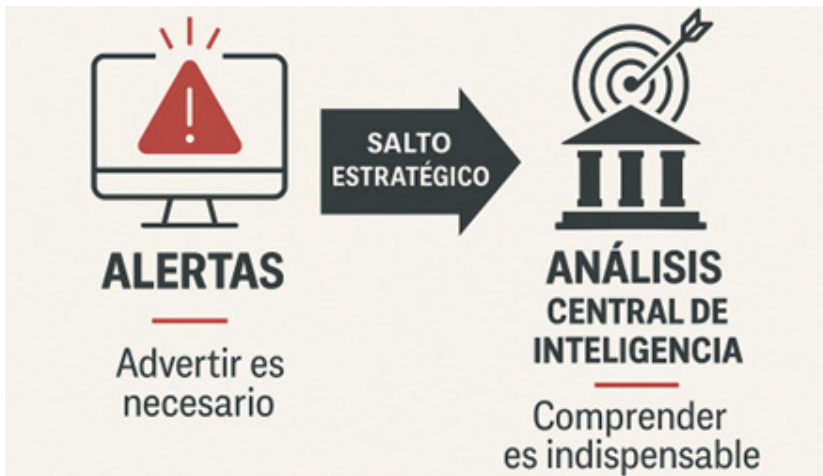 ALERTAS
Advertir es
necesario
SALTO
ESTRATÉGICO
ANÁLISIS
CENTRAL DE
INTELIGENCIA
Comprender
es indispensable